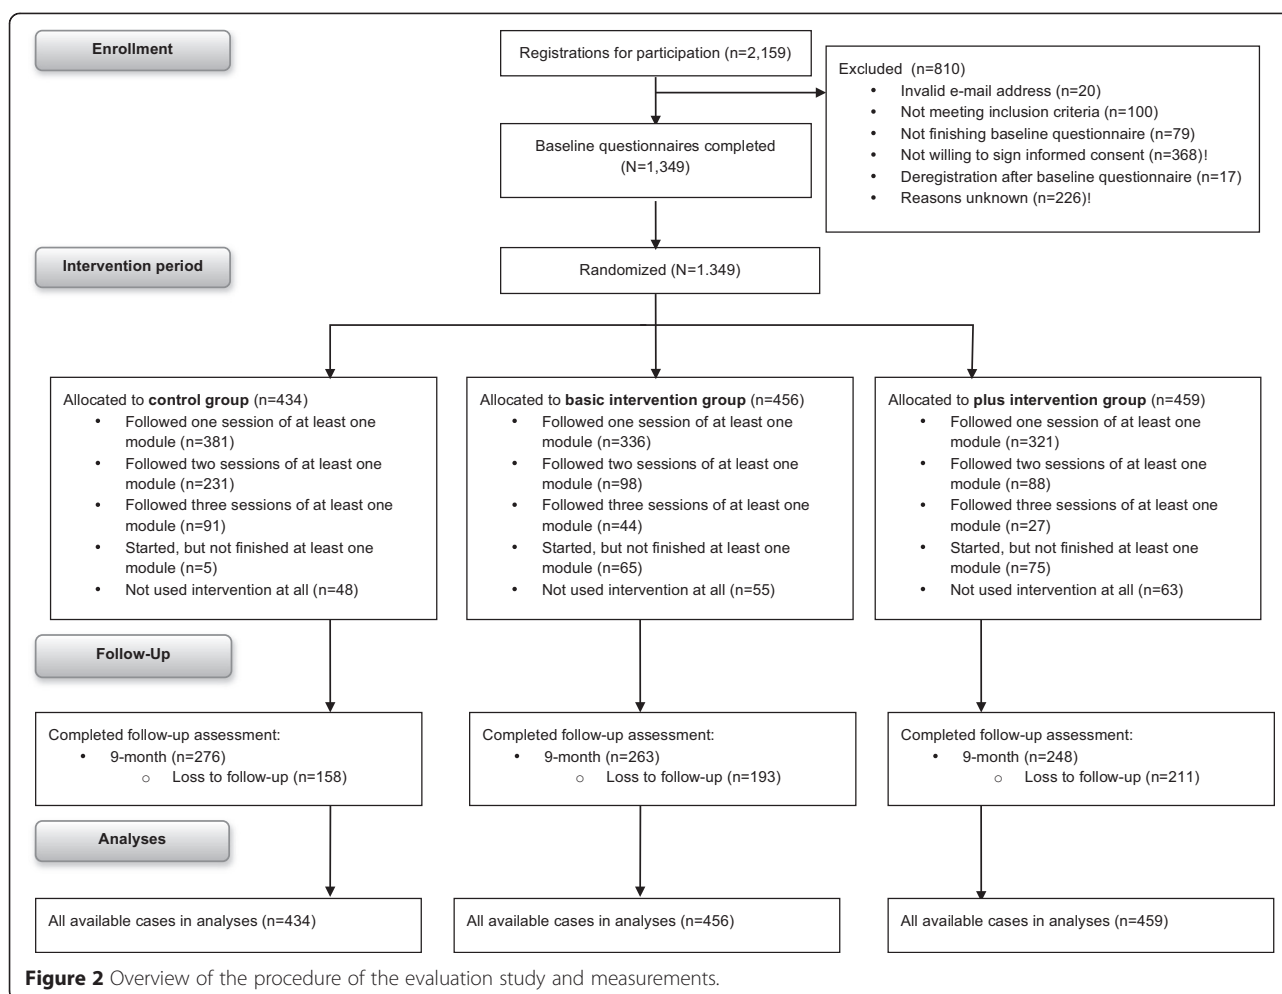 Enrollment
Registrations for participation (n=2,159)
Excluded  (n=810)
• Invalid e-mail address (n=20)
• Not meeting inclusion criteria (n=100)
• Not finishing baseline questionnaire (n=79)
• Not willing to sign informed consent (n=368)!
• Deregistration after baseline questionnaire (n=17)
• Reasons unknown (n=226)!
Baseline questionnaires completed
(N=1,349)
Intervention period
Randomized (N=1.349)
Allocated to control group (n=434)
• Followed one session of at least one
module (n=381)
• Followed two sessions of at least one
module (n=231)
• Followed three sessions of at least one
module (n=91)
• Started, but not finished at least one
module (n=5)
• Not used intervention at all (n=48)
Allocated to basic intervention group (n=456)
• Followed one session of at least one
module (n=336)
• Followed two sessions of at least one
module (n=98)
• Followed three sessions of at least one
module (n=44)
• Started, but not finished at least one
module (n=65)
• Not used intervention at all (n=55)
Allocated to plus intervention group (n=459)
• Followed one session of at least one
module (n=321)
• Followed two sessions of at least one
module (n=88)
• Followed three sessions of at least one
module (n=27)
• Started, but not finished at least one
module (n=75)
• Not used intervention at all (n=63)
Follow-Up
Completed follow-up assessment:
• 9-month (n=276)
○ Loss to follow-up (n=158)
Completed follow-up assessment:
• 9-month (n=263)
○ Loss to follow-up (n=193)
Completed follow-up assessment:
• 9-month (n=248)
○ Loss to follow-up (n=211)
Analyses
All available cases in analyses (n=434)
All available cases in analyses (n=456)
All available cases in analyses (n=459)
Figure 2 Overview of the procedure of the evaluation study and measurements.